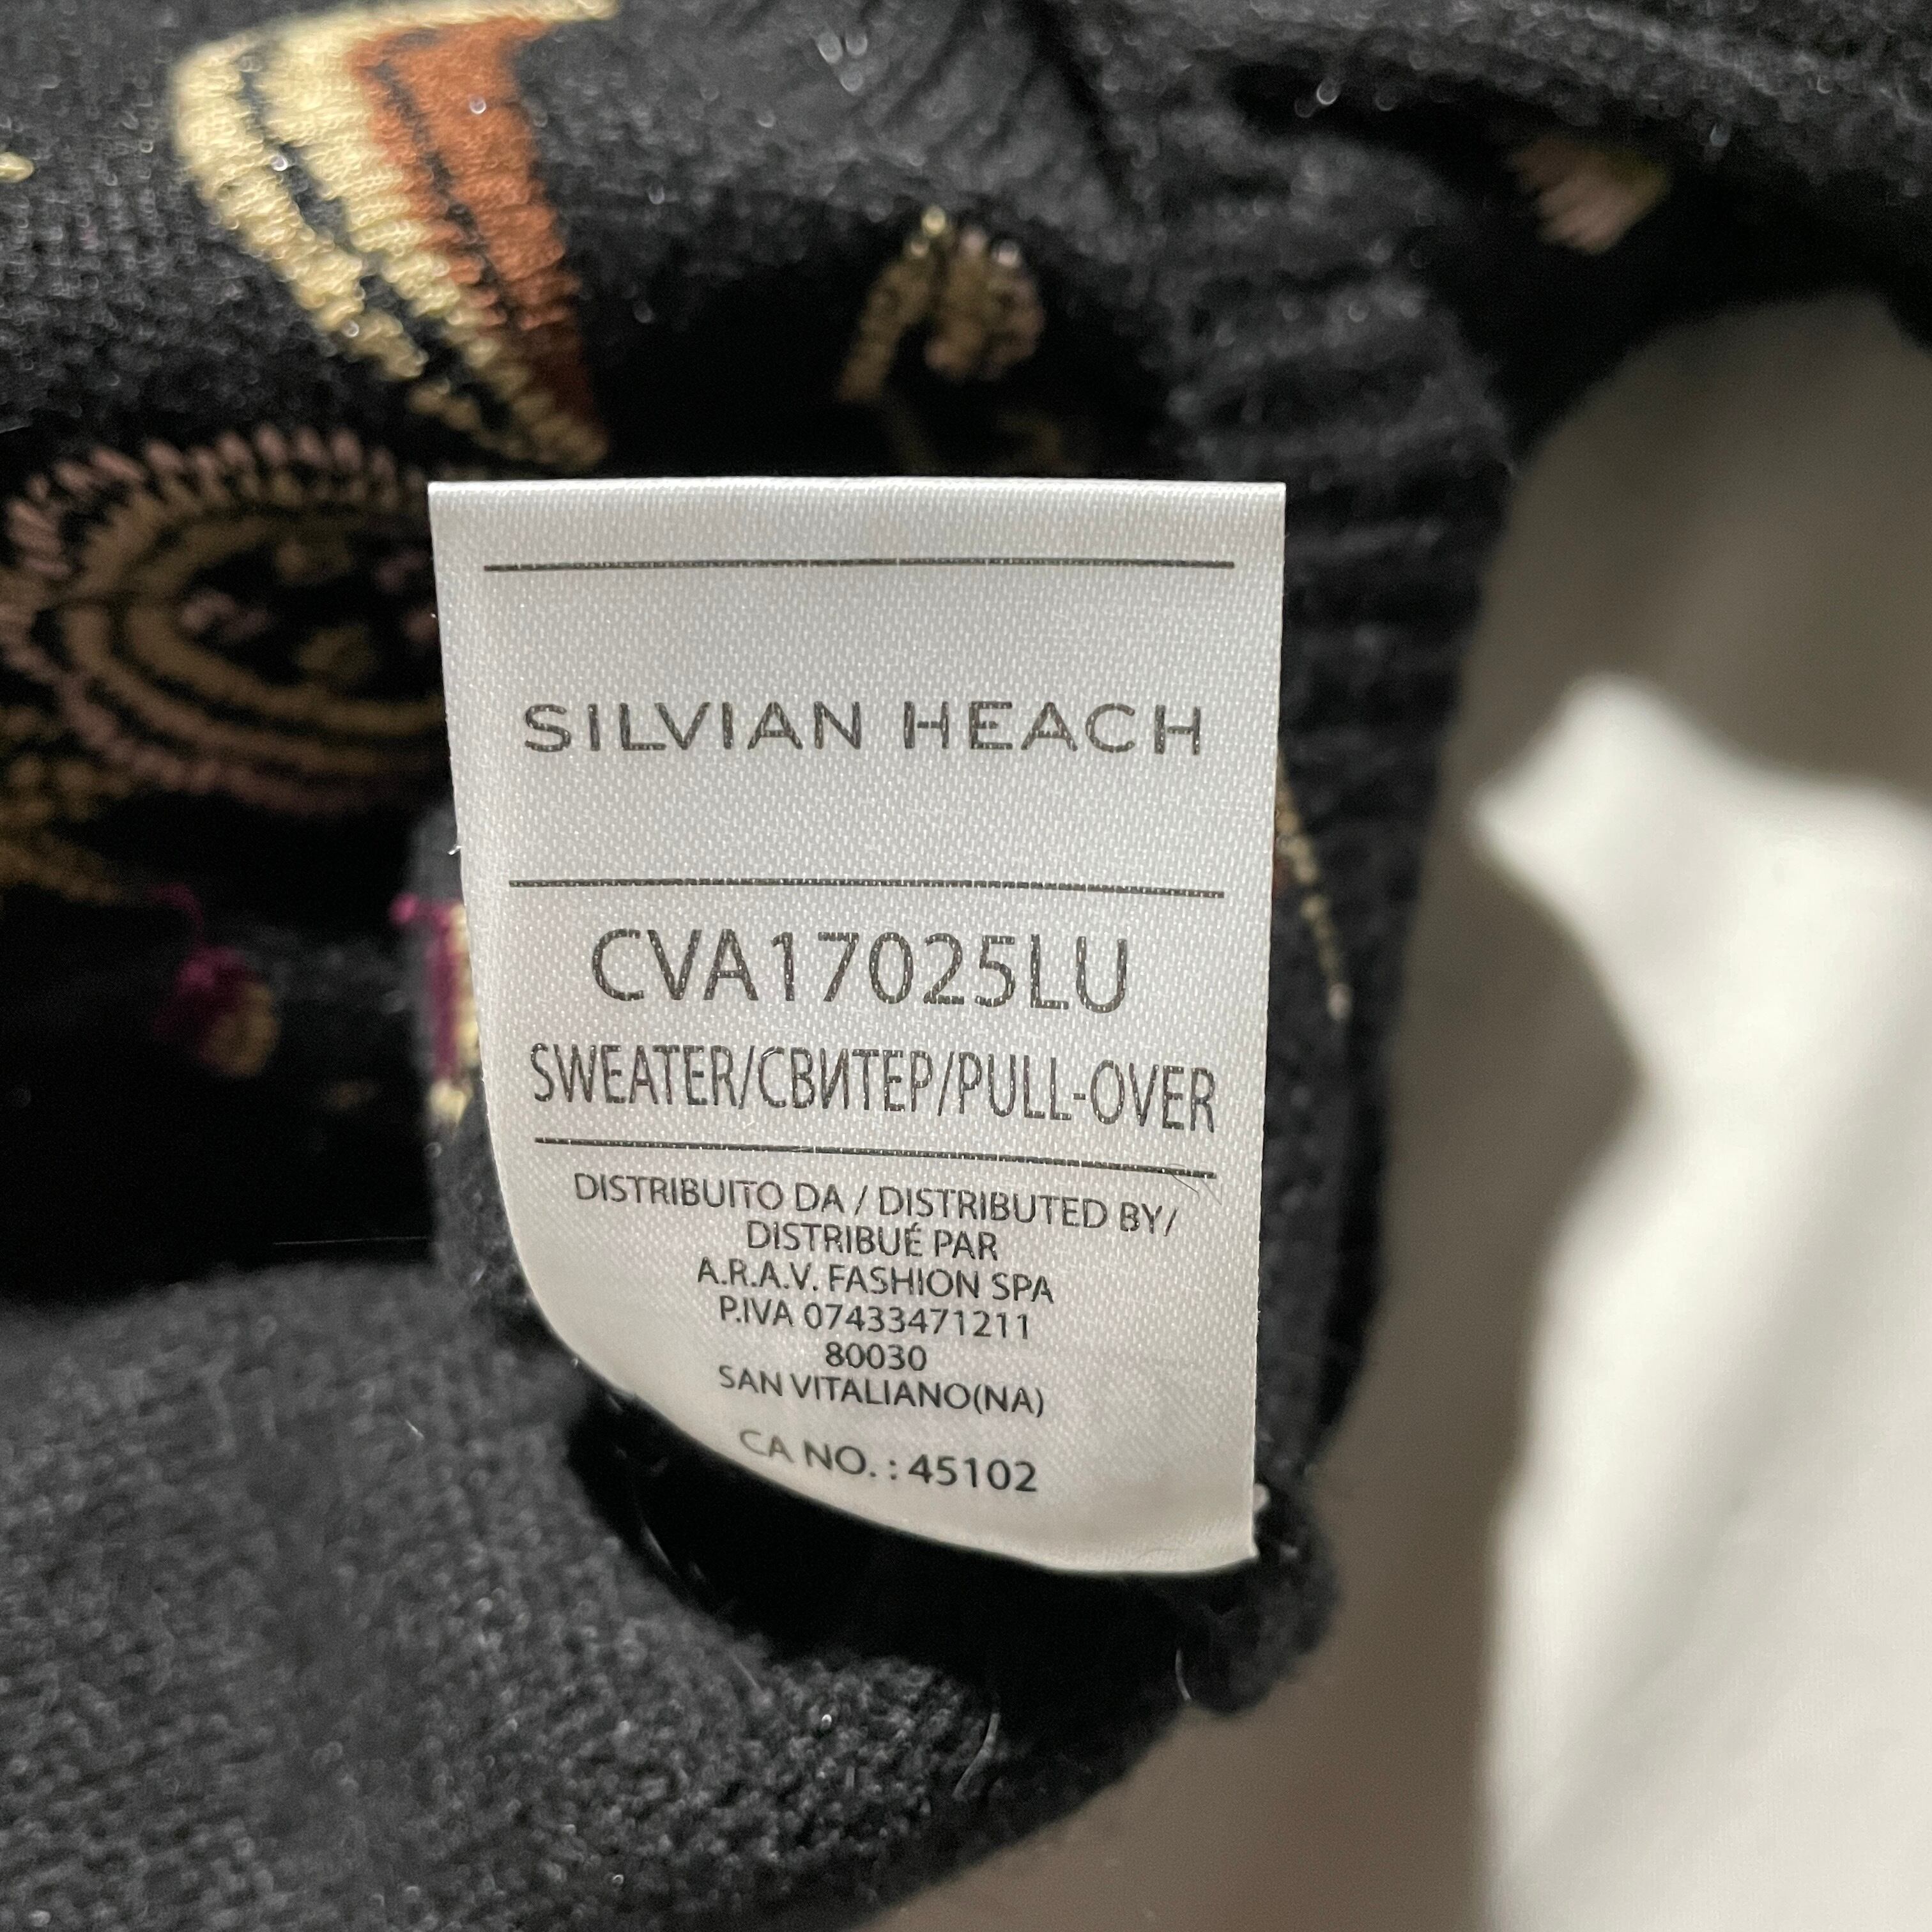 SILVIAN HEACH
CVA17025LU
SWEATER/СВИТЕР/PULL-OVER
DISTRIBUITO DA / DISTRIBUTED BY/
DISTRIBUÉ PAR
A.R.A.V. FASHION SPA
P.IVA 07433471211
80030
SAN VITALIANO(NA)
CA NO. : 45102